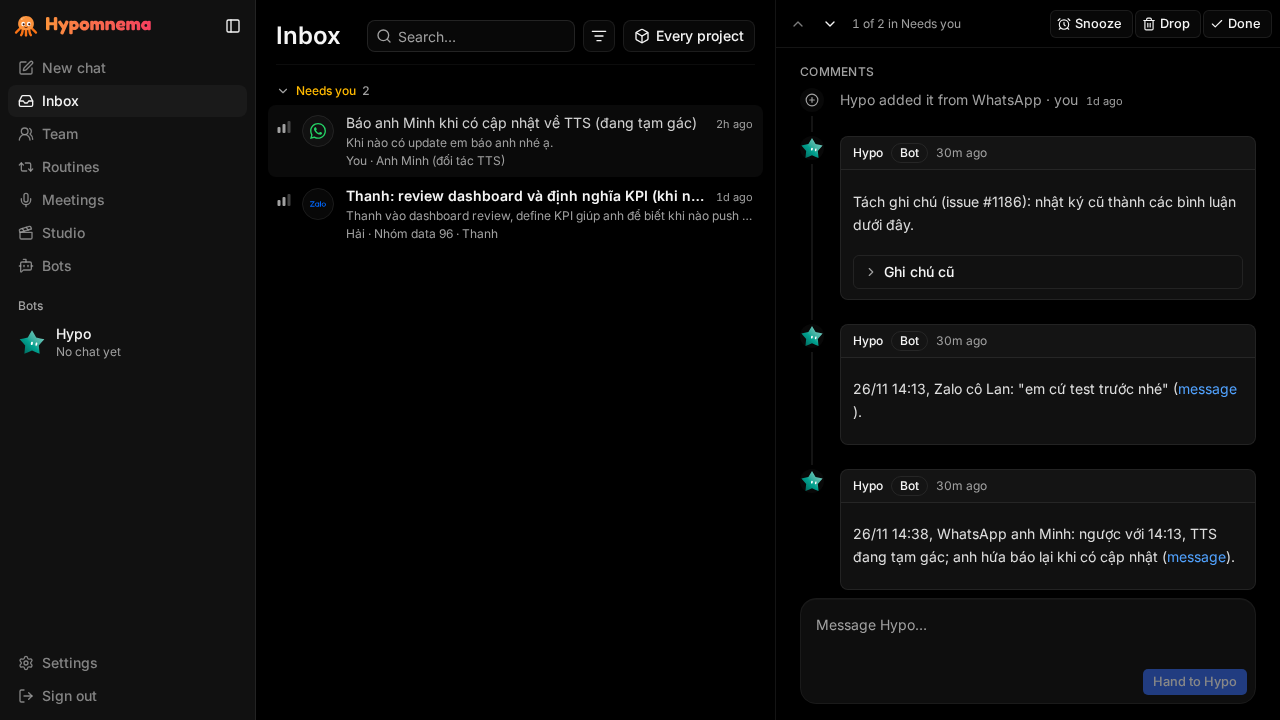 Hypomnema
New chat
Inbox
Team
Routines
Meetings
Studio
Bots
Bots
Hypo
No chat yet
Settings
Sign out
Inbox
Search...
Every project
Needs you 2
Báo anh Minh khi có cập nhật về TTS (đang tạm gác)
2h ago
Khi nào có update em báo anh nhé ạ.
You · Anh Minh (đối tác TTS)
Thanh: review dashboard và định nghĩa KPI (khi n...
1d ago
Thanh vào dashboard review, define KPI giúp anh để biết khi nào push ...
Hải · Nhóm data 96 · Thanh
1 of 2 in Needs you
Snooze
Drop
Done
COMMENTS
Hypo added it from WhatsApp · you 1d ago
Hypo Bot 30m ago
Tách ghi chú (issue #1186): nhật ký cũ thành các bình luận
dưới đây.
Ghi chú cũ
Hypo Bot 30m ago
26/11 14:13, Zalo cô Lan: "em cứ test trước nhé" (message
).
Hypo Bot 30m ago
26/11 14:38, WhatsApp anh Minh: ngược với 14:13, TTS
đang tạm gác; anh hứa báo lại khi có cập nhật (message).
Message Hypo...
Hand to Hypo
Zalo